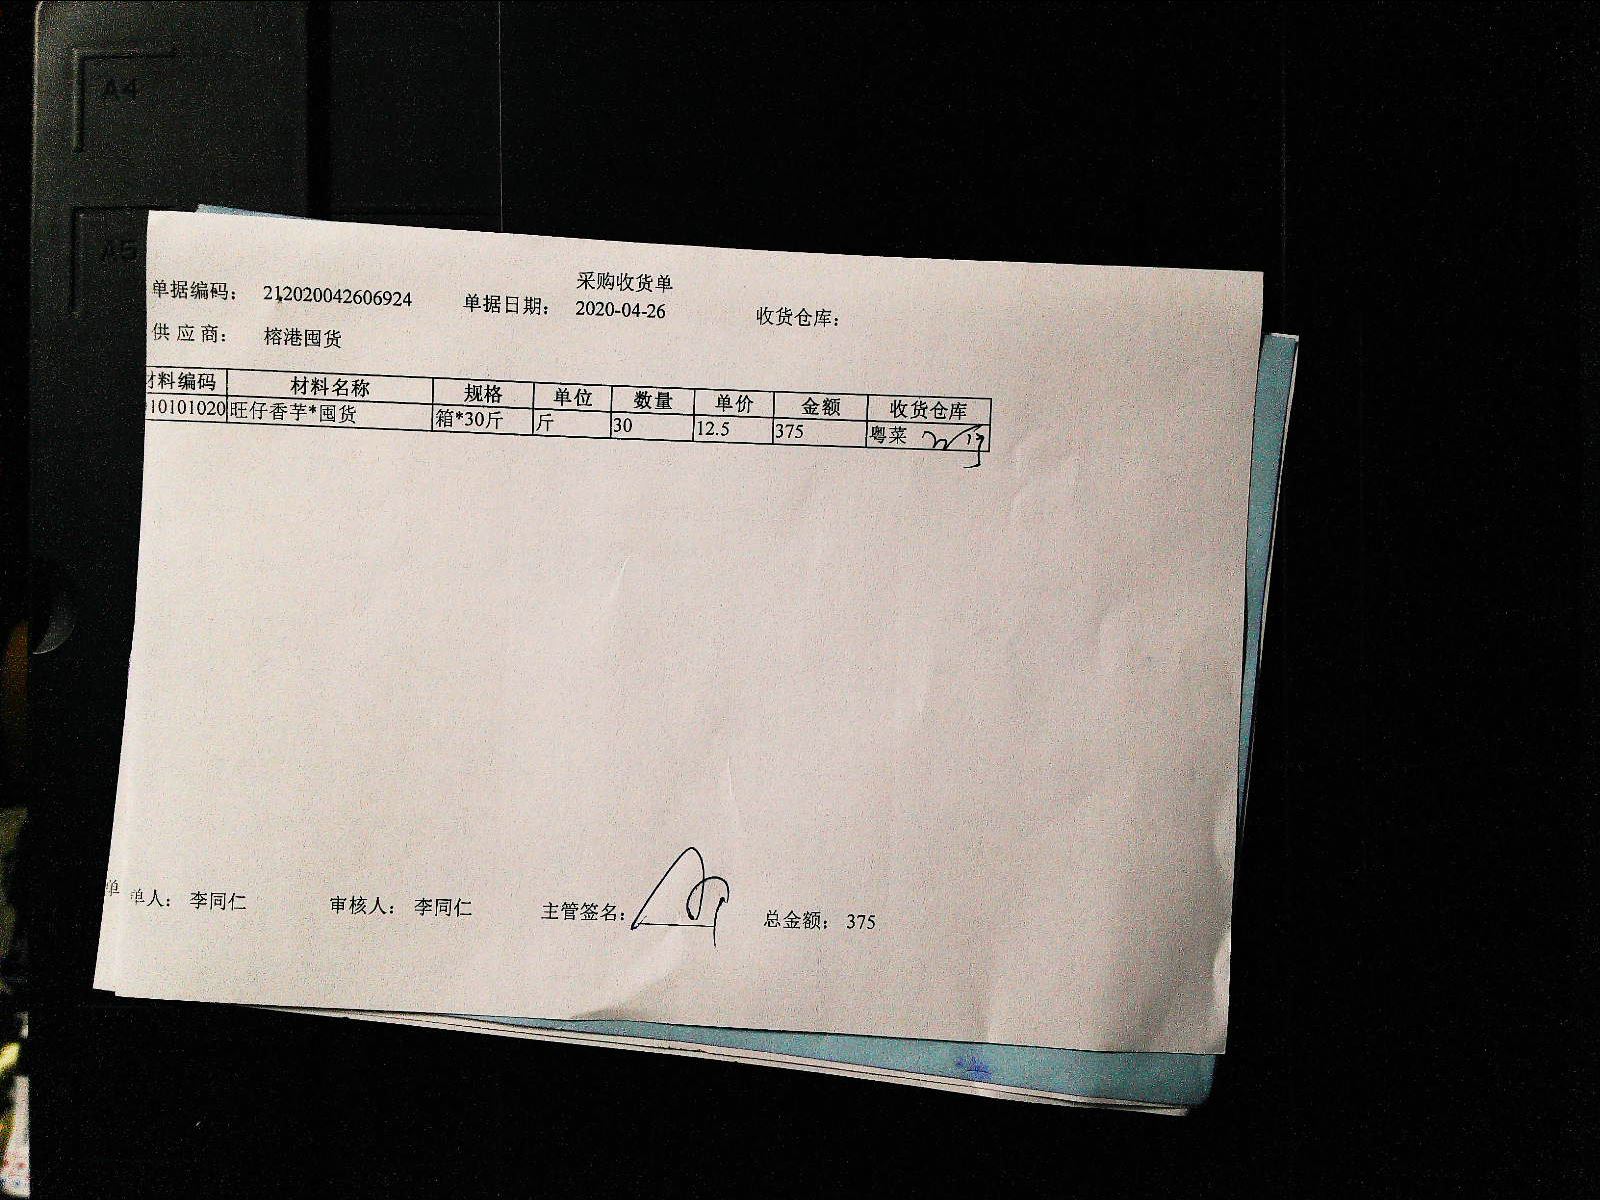 A4
A5
采购收货单
单据编码： 212020042606924 单据日期： 2020-04-26 收货仓库：
供 应 商： 榕港囤货
材料编码 材料名称 规格 单位 数量 单价 金额 收货仓库
10101020 旺仔香芋*囤货 箱*30斤 斤 30 12.5 375 粤菜
单 单人： 李同仁 审核人： 李同仁 主管签名： 总金额： 375